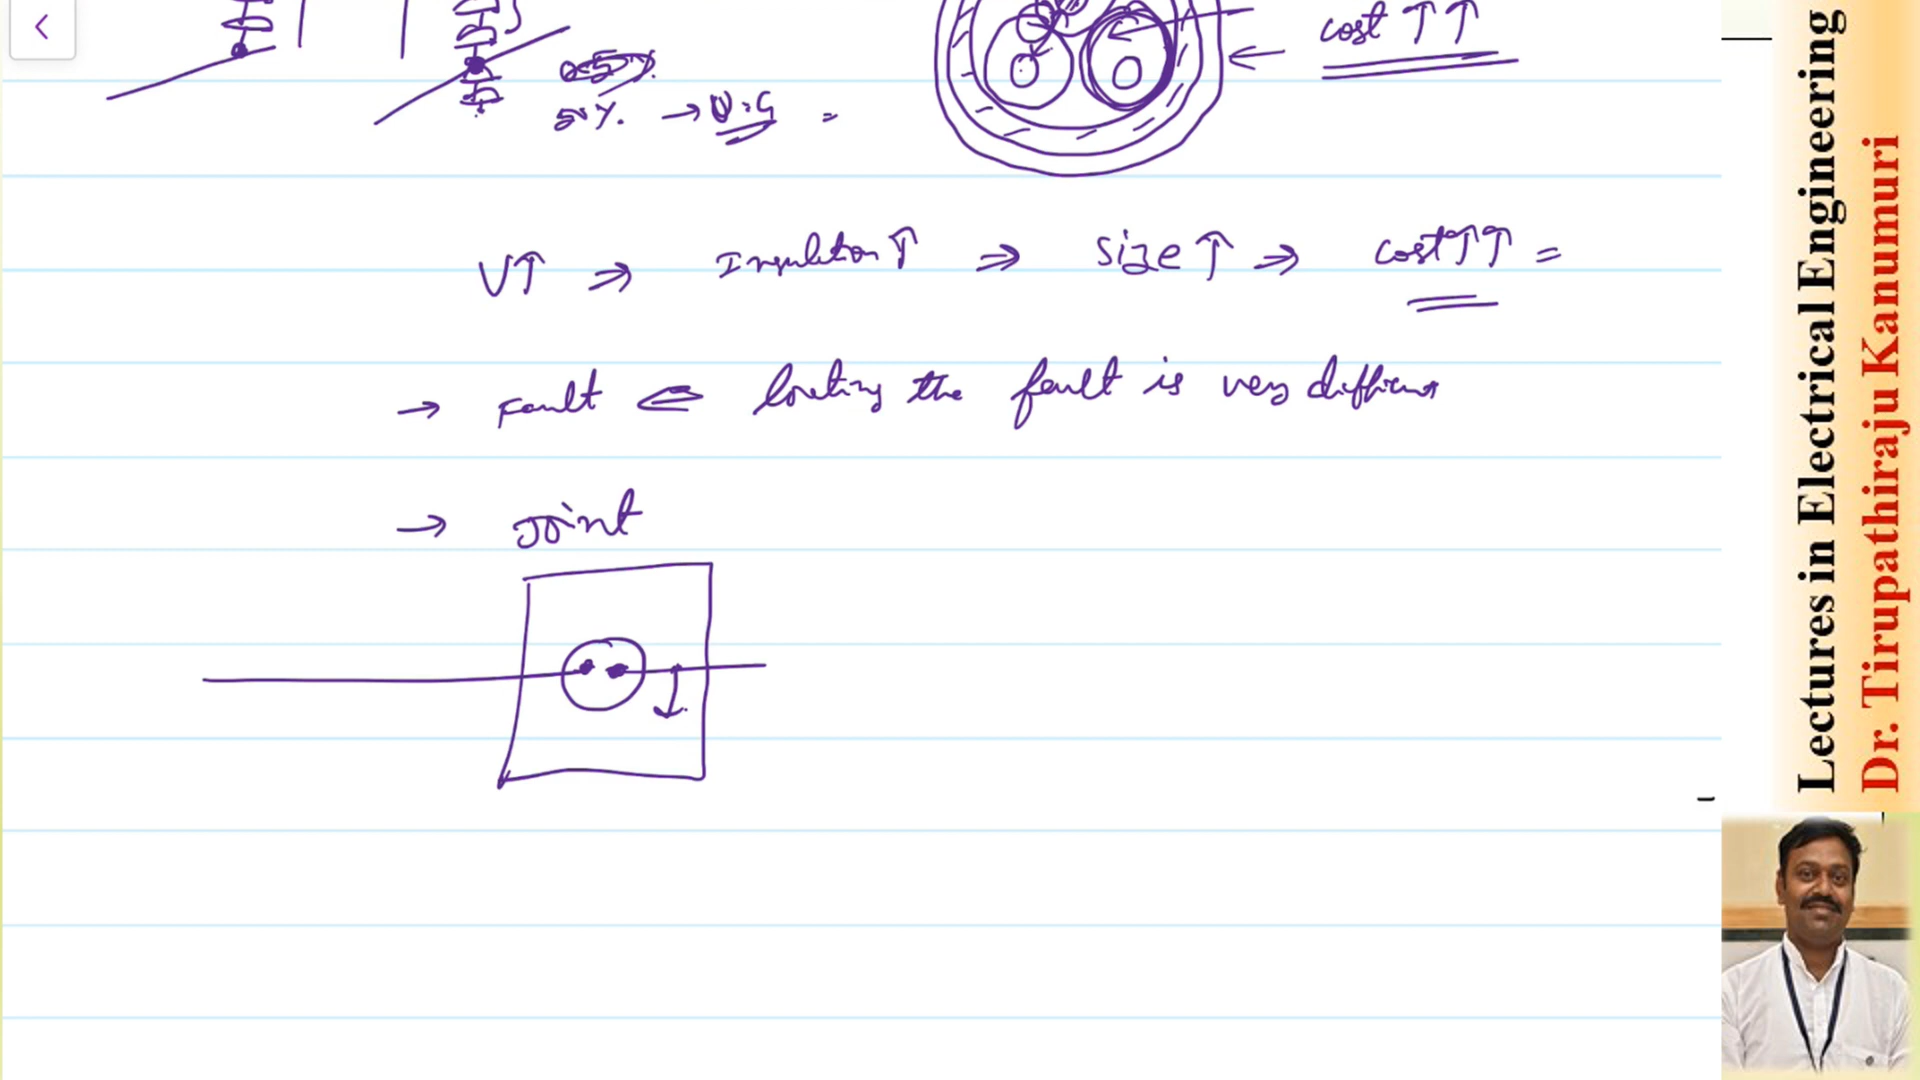 cost ↑↑
5% → U.G =
V↑ ⇒ Insulation ↑ ⇒ Size ↑ ⇒ cost↑↑ =
→ Fault ⇐ locating the fault is very difficult
→ Joint
Lectures in Electrical Engineering
Dr. Tirupathiraju Kanumuri